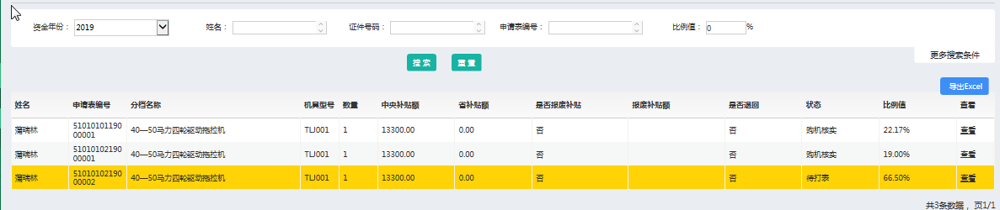 资金年份： 2019 姓名： 证件号码： 申请表编号： 比例值： 0 %
更多搜索条件
搜 索 重 置
导出Excel
姓名 申请表编号 分档名称 机具型号 数量 中央补贴额 省补贴额 是否报废补贴 报废补贴额 是否退回 状态 比例值 查看
蒲瑞林 5101010119000001 40—50马力四轮驱动拖拉机 TLJ001 1 13300.00 0.00 否 否 购机核实 22.17% 查看
蒲瑞林 5101010219000001 40—50马力四轮驱动拖拉机 TLJ001 1 13300.00 0.00 否 否 购机核实 19.00% 查看
蒲瑞林 5101010219000002 40—50马力四轮驱动拖拉机 TLJ001 1 13300.00 0.00 否 否 待打表 66.50% 查看
共3条数据 ，页1/1